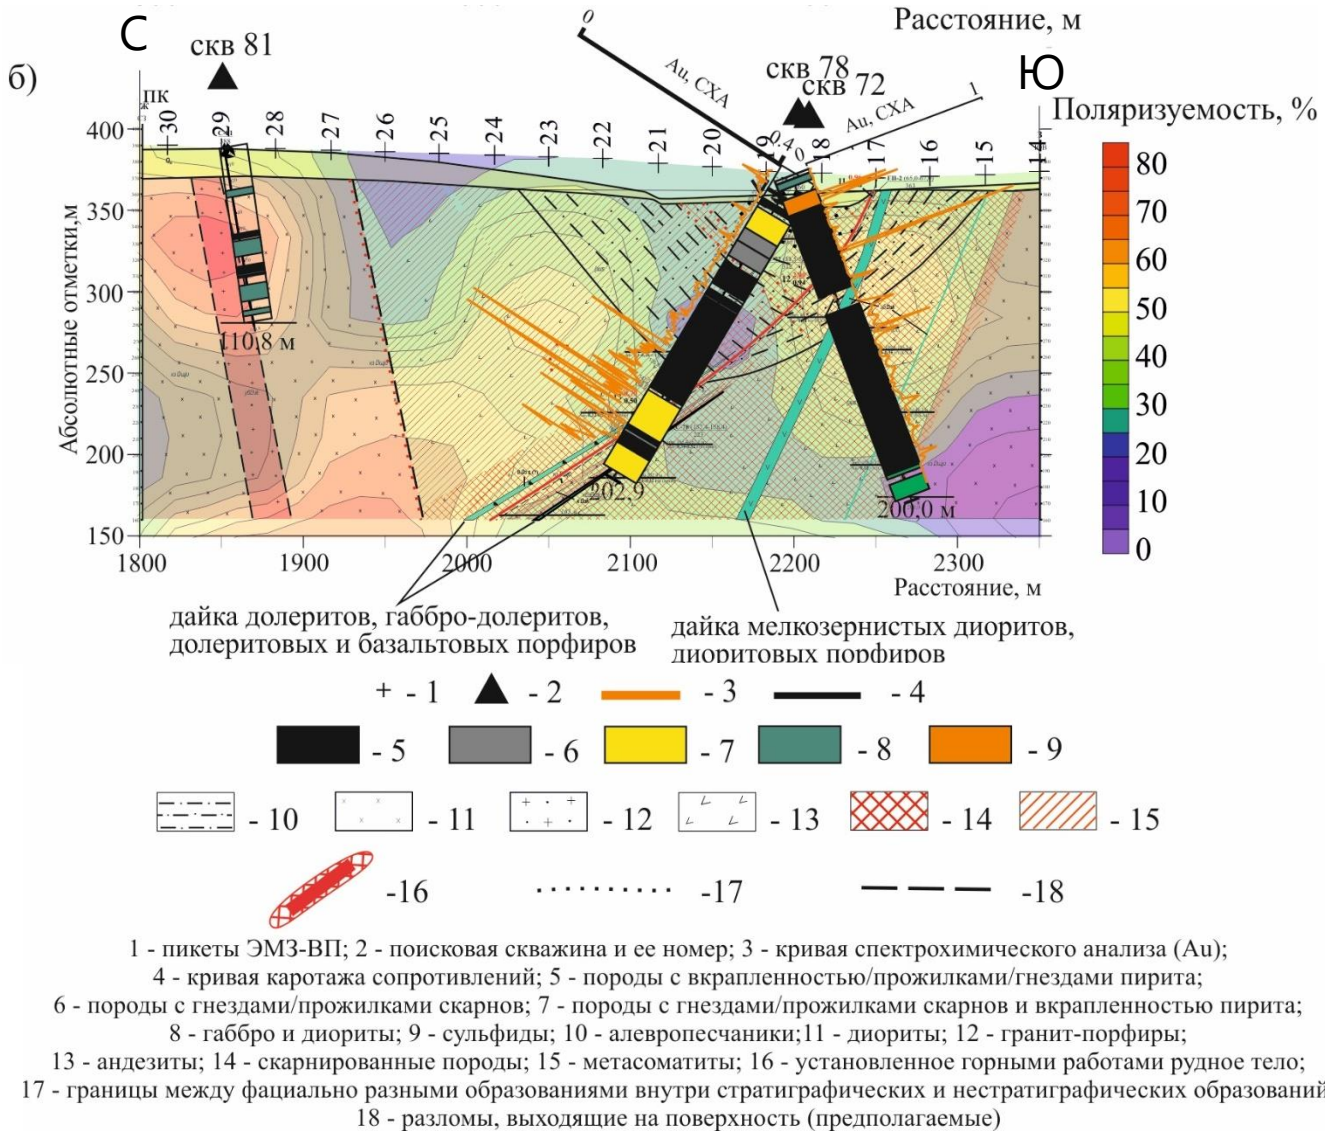 С
Расстояние, м
скв 81
скв 78
скв 72
Ю
б)
0
Au, СХА
0.4
0
Au, СХА
1
ПК
30
29
28
27
26
25
24
23
22
21
20
19
18
17
16
15
14
Поляризуемость, %
80
70
60
50
40
30
20
10
0
Абсолютные отметки,м
400
350
300
250
200
150
110,8 м
202,9
200,0 м
1800
1900
2000
2100
2200
2300
Расстояние, м
дайка долеритов, габбро-долеритов,
долеритовых и базальтовых порфиров
дайка мелкозернистых диоритов,
диоритовых порфиров
+ - 1
- 2
- 3
- 4
- 5
- 6
- 7
- 8
- 9
- 10
- 11
- 12
- 13
- 14
- 15
-16
-17
-18
1 - пикеты ЭМЗ-ВП; 2 - поисковая скважина и ее номер; 3 - кривая спектрохимического анализа (Au);
4 - кривая каротажа сопротивлений; 5 - породы с вкрапленностью/прожилками/гнездами пирита;
6 - породы с гнездами/прожилками скарнов; 7 - породы с гнездами/прожилками скарнов и вкрапленностью пирита;
8 - габбро и диориты; 9 - сульфиды; 10 - алевропесчаники;11 - диориты; 12 - гранит-порфиры;
13 - андезиты; 14 - скарнированные породы; 15 - метасоматиты; 16 - установленное горными работами рудное тело;
17 - границы между фациально разными образованиями внутри стратиграфических и нестратиграфических образований
18 - разломы, выходящие на поверхность (предполагаемые)